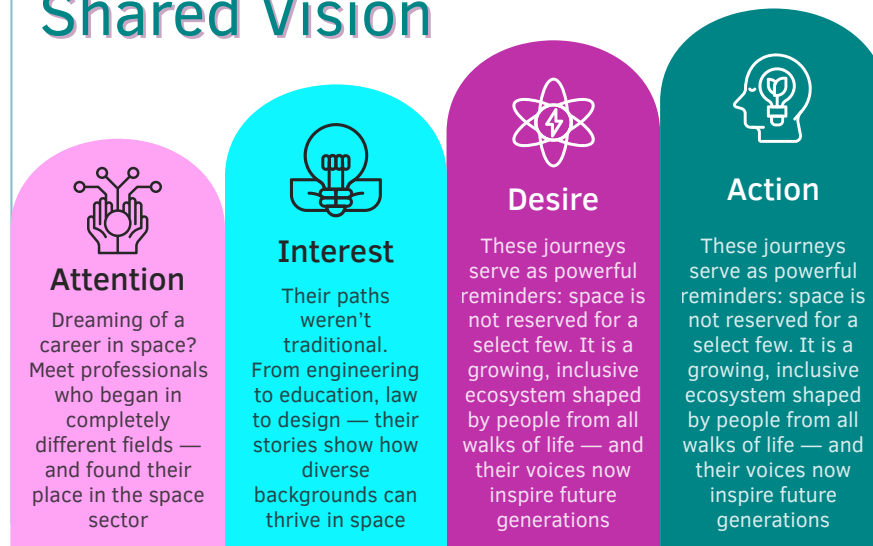 Shared Vision
Attention
Dreaming of a
career in space?
Meet professionals
who began in
completely
different fields —
and found their
place in the space
sector
Interest
Their paths
weren't
traditional.
From engineering
to education, law
to design — their
stories show how
diverse
backgrounds can
thrive in space
Desire
These journeys
serve as powerful
reminders: space is
not reserved for a
select few. It is a
growing, inclusive
ecosystem shaped
by people from all
walks of life — and
their voices now
inspire future
generations
Action
These journeys
serve as powerful
reminders: space is
not reserved for a
select few. It is a
growing, inclusive
ecosystem shaped
by people from all
walks of life — and
their voices now
inspire future
generations